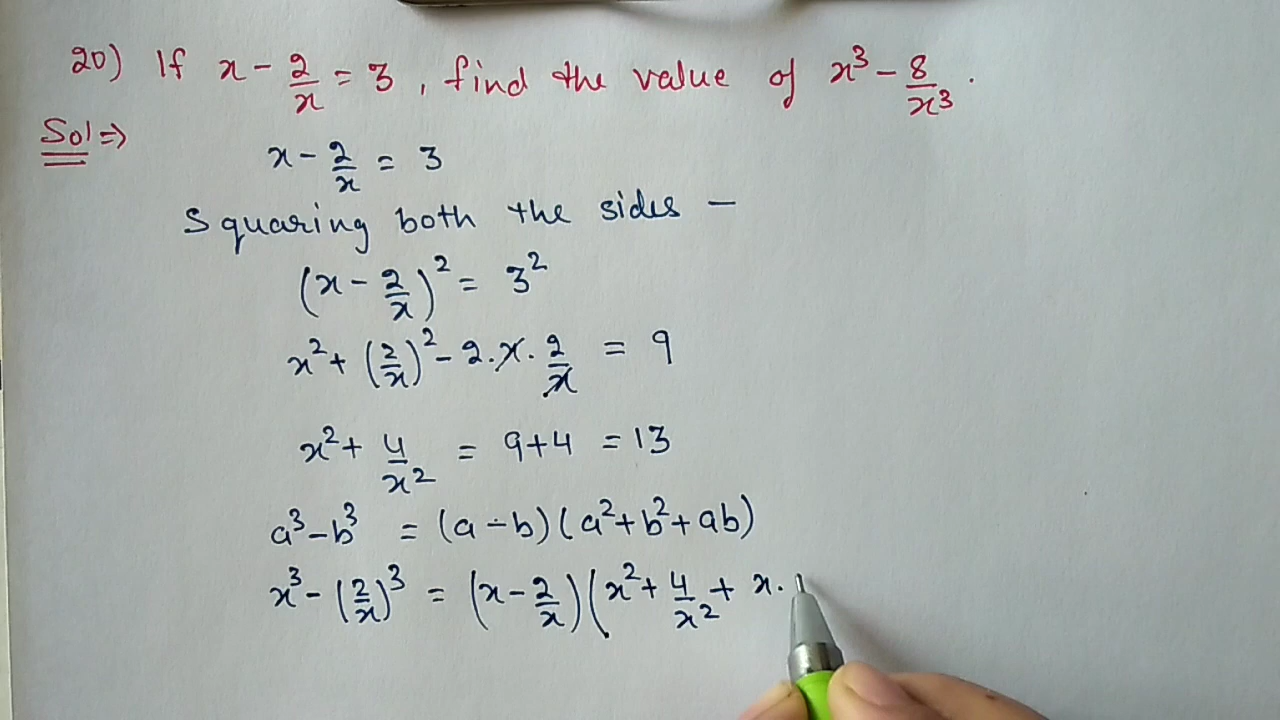 20) If x - 2/x = 3 , find the value of x³ - 8/x³ .
Sol ⇒
x - 2/x = 3
Squaring both the sides —
(x - 2/x)² = 3²
x² + (2/x)² - 2.x. 2/x = 9
x² + 4/x² = 9+4 = 13
a³ - b³ = (a - b)(a² + b² + ab)
x³ - (2/x)³ = (x - 2/x)(x² + 4/x² + x.